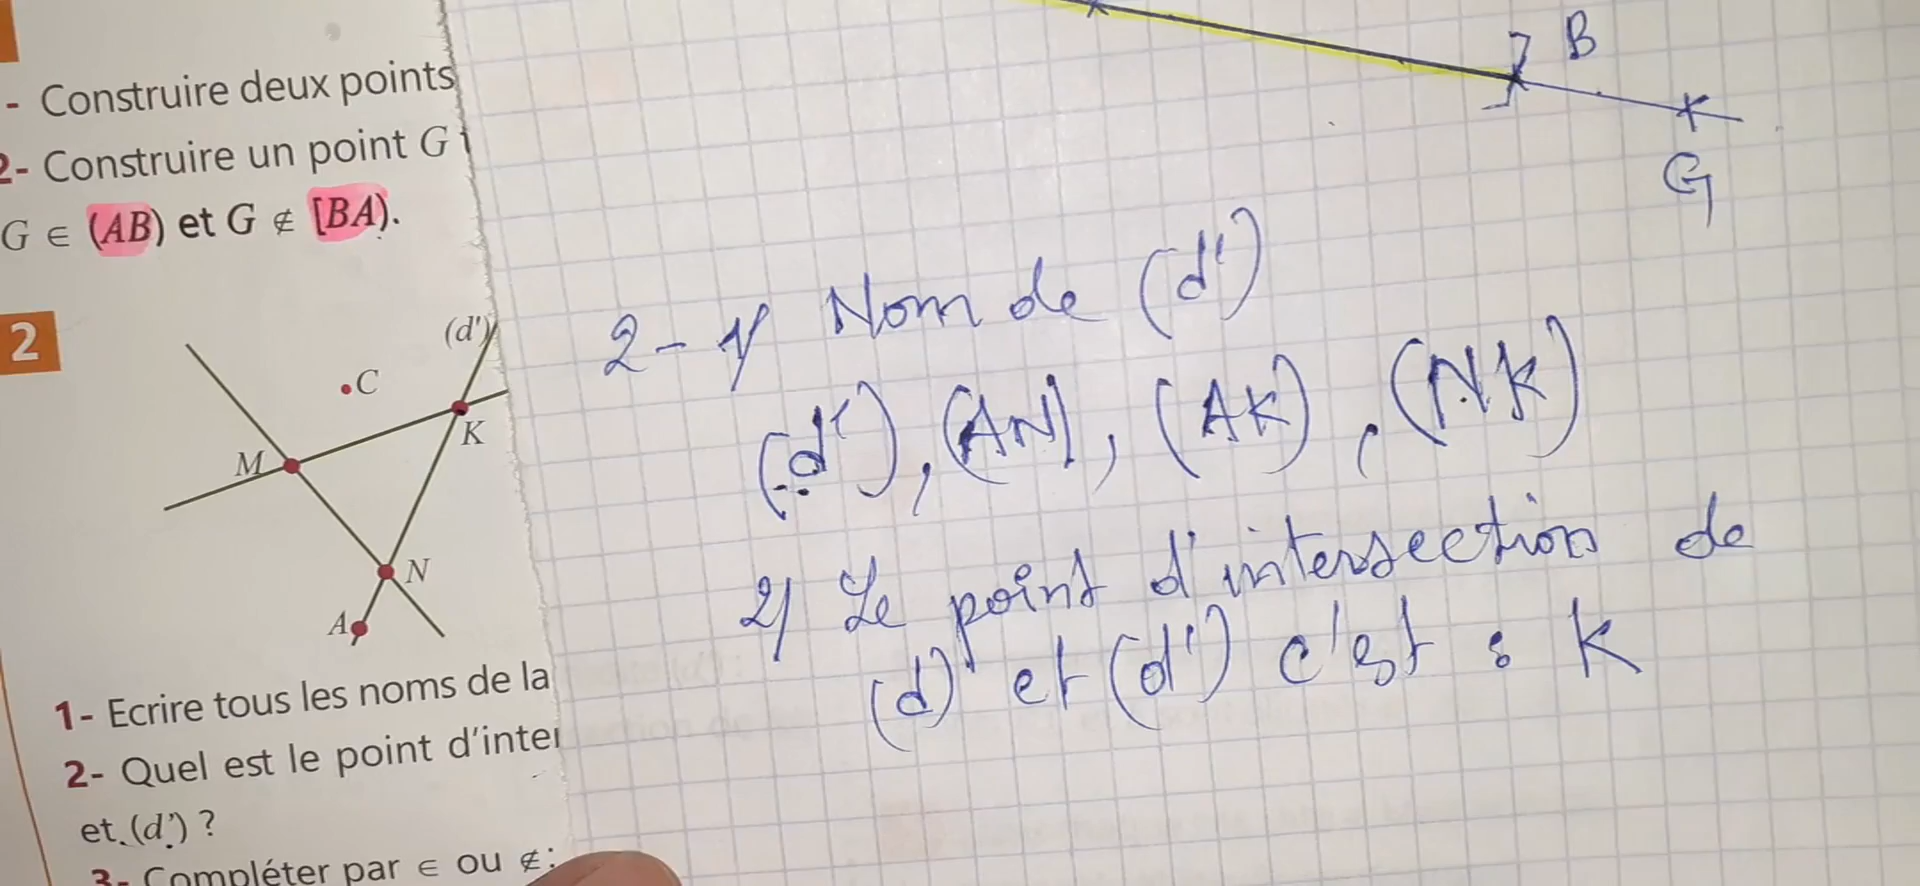 - Construire deux points
2- Construire un point G
G ∈ (AB) et G ∉ [BA).
B
G
2
(d')
C
K
M
N
A
1- Ecrire tous les noms de la
2- Quel est le point d'inter
et (d') ?
3- Compléter par ∈ ou ∉:
2-1/ Nom de (d')
(d'), (AN), (AK), (NK)
2/ Le point d'intersection de
(d) et (d') c'est : K